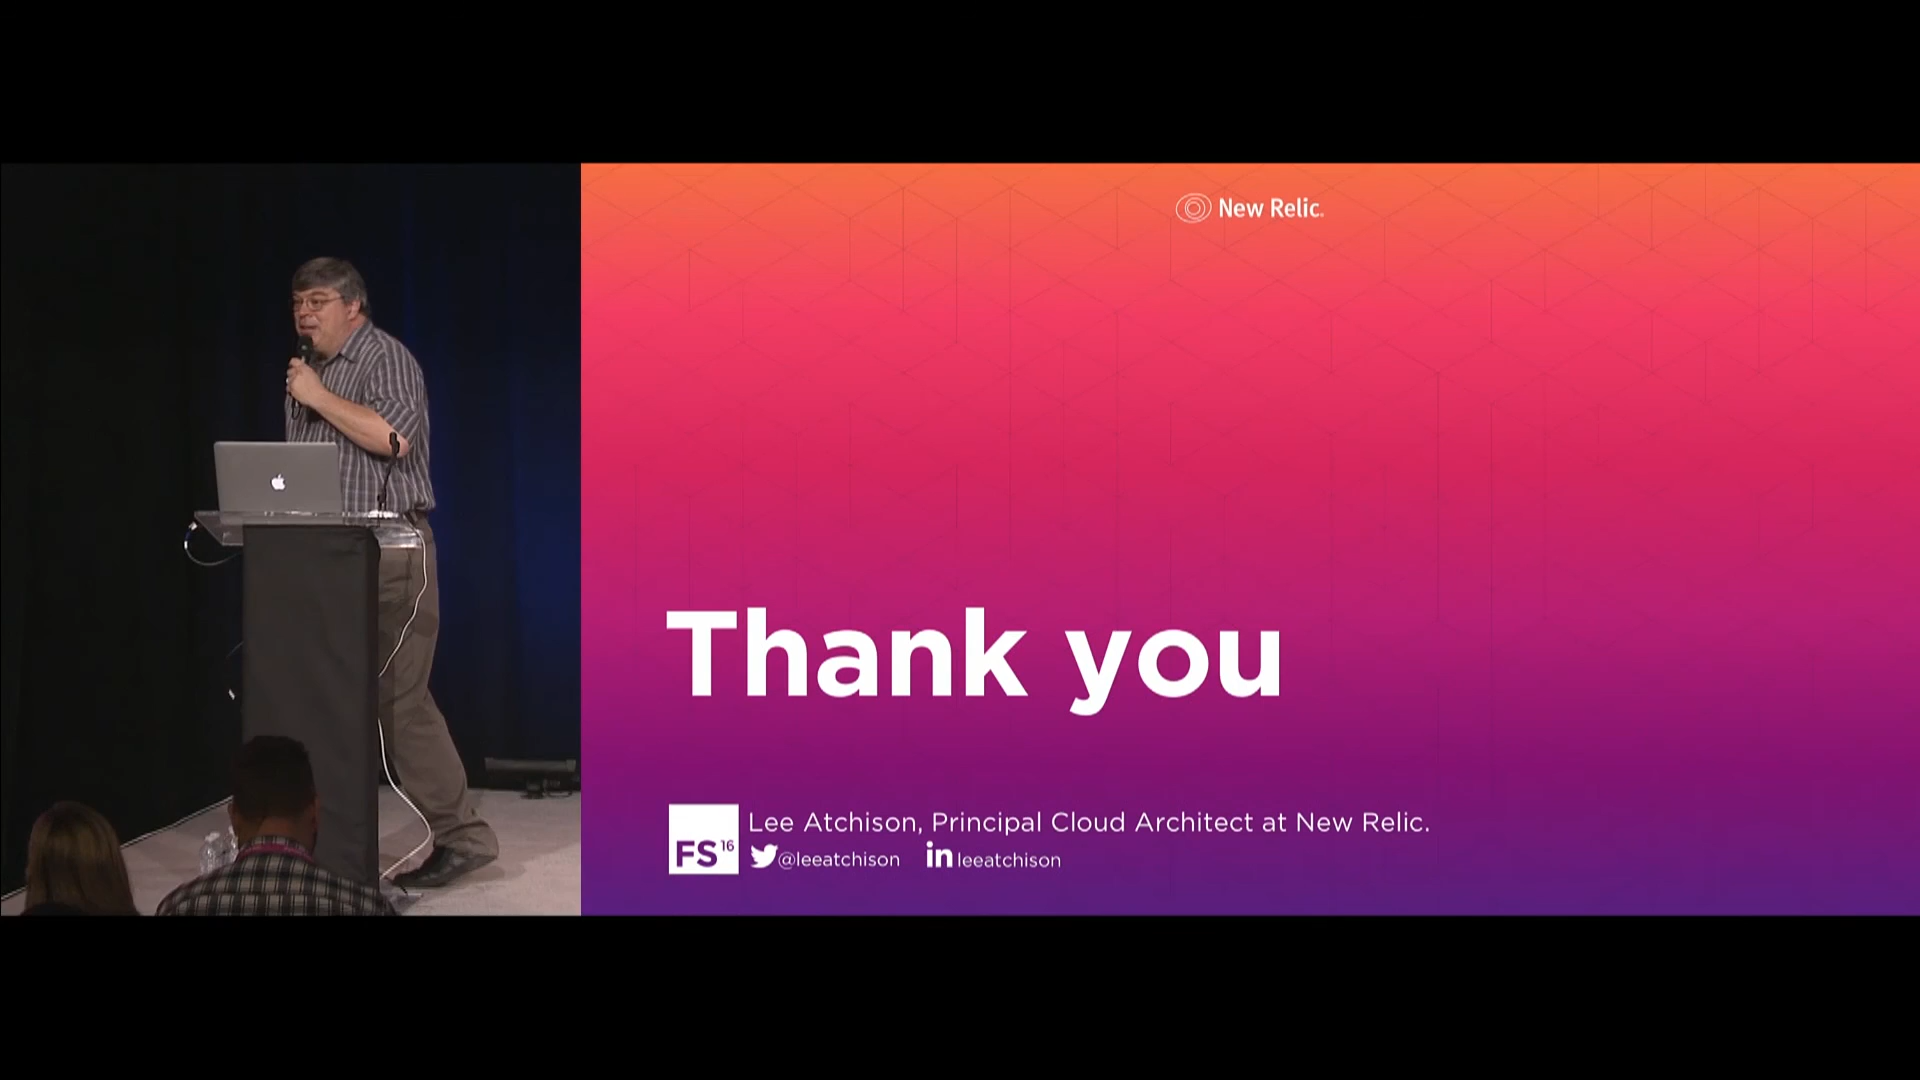 New Relic.
Thank you
FS16
Lee Atchison, Principal Cloud Architect at New Relic.
@leeatchison in leeatchison